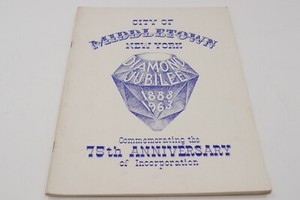 CITY OF
MIDDLETOWN
NEW YORK
DIAMOND
JUBILEE
1888
1963
Commemorating the
75th ANNIVERSARY
of Incorporation